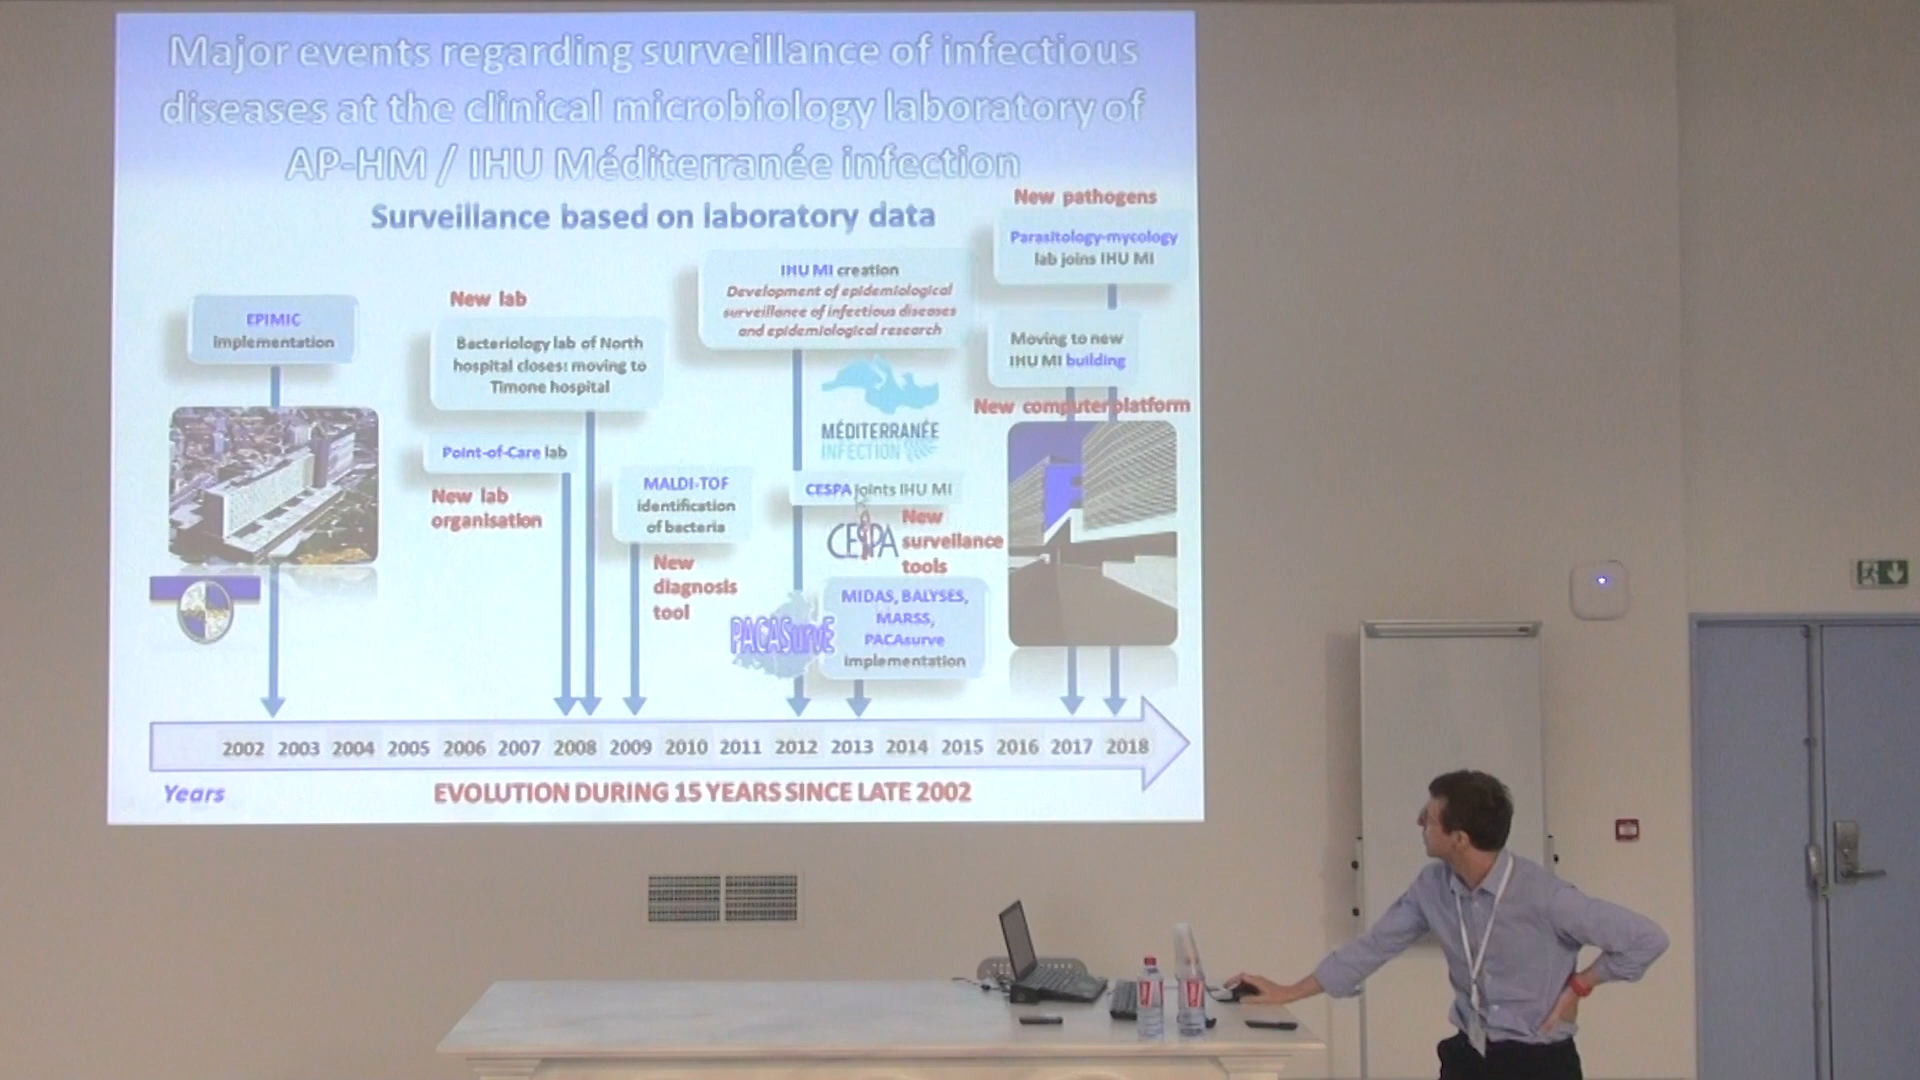 Major events regarding surveillance of infectious
diseases at the clinical microbiology laboratory of
AP-HM / IHU Méditerranée infection
Surveillance based on laboratory data
EPIMIC
implementation
New lab
Bacteriology lab of North
hospital closes: moving to
Timone hospital
Point-of-Care lab
New lab
organisation
MALDI-TOF
identification
of bacteria
New
diagnosis
tool
IHU MI creation
Development of epidemiological
surveillance of infectious diseases
and epidemiological research
MÉDITERRANÉE
INFECTION
CESPA joints IHU MI
CESPA
New
surveillance
tools
PACASurvE
MIDAS, BALYSES,
MARSS,
PACAsurve
implementation
New pathogens
Parasitology-mycology
lab joins IHU MI
Moving to new
IHU MI building
New computer platform
2002 2003 2004 2005 2006 2007 2008 2009 2010 2011 2012 2013 2014 2015 2016 2017 2018
Years
EVOLUTION DURING 15 YEARS SINCE LATE 2002